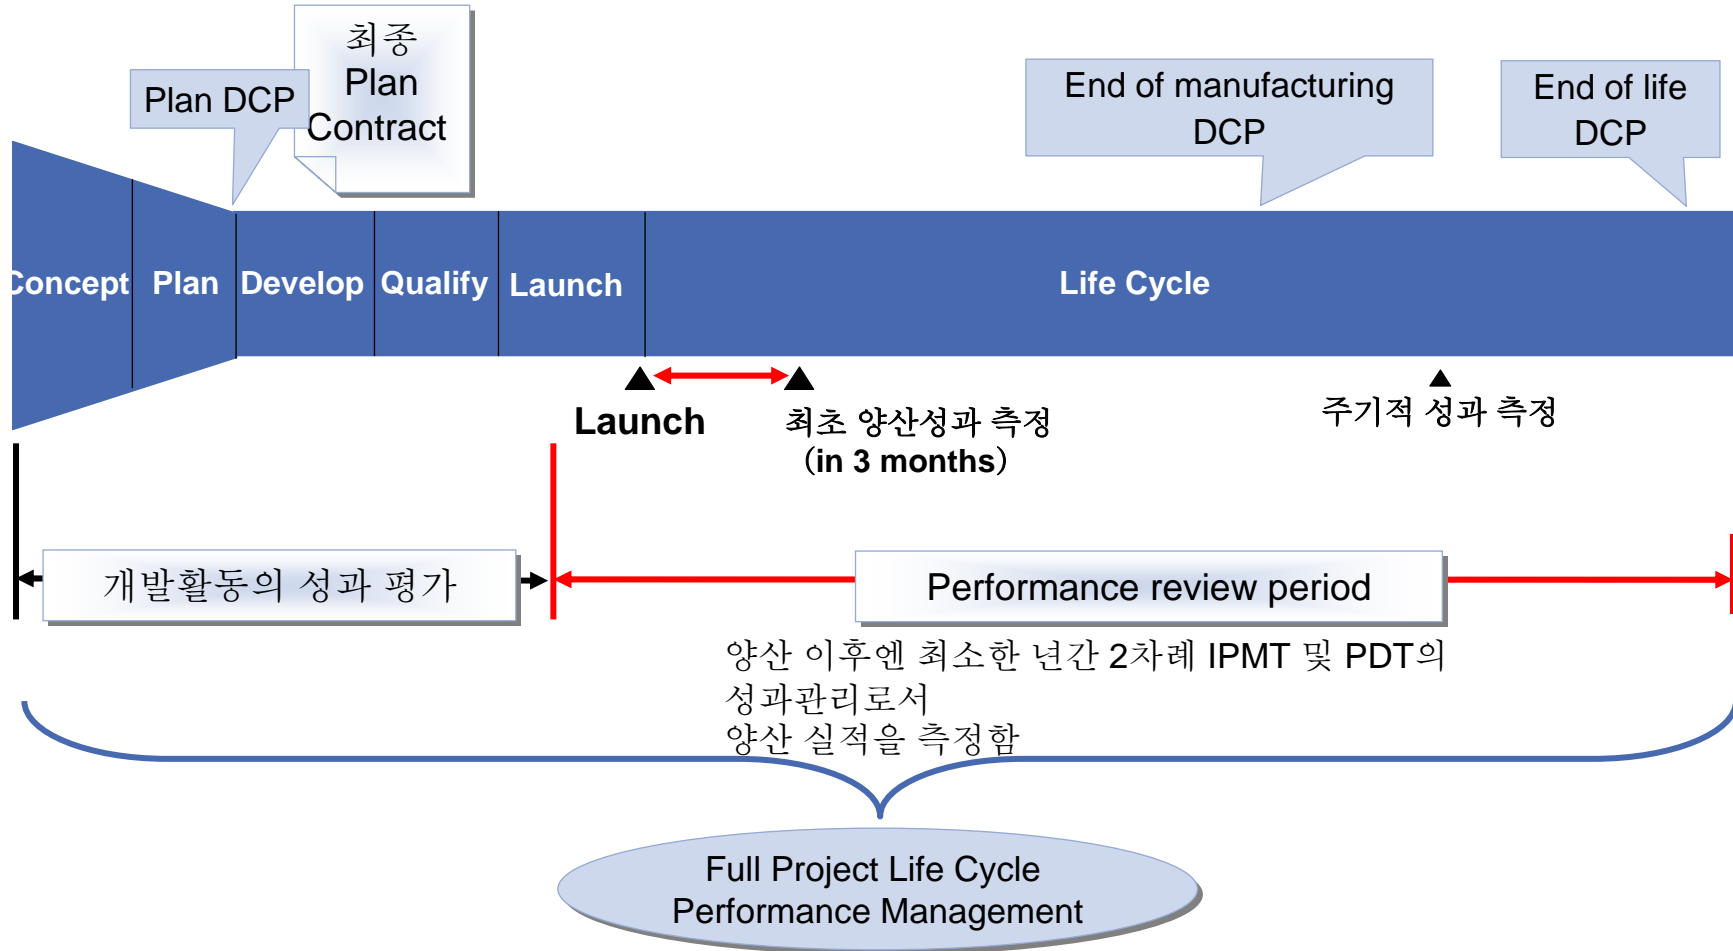 최종
Plan
Contract
Plan DCP
End of manufacturing
DCP
End of life
DCP
Concept
Plan
Develop
Qualify
Launch
Life Cycle
Launch
최초 양산성과 측정
(in 3 months)
주기적 성과 측정
개발활동의 성과 평가
Performance review period
양산 이후엔 최소한 년간 2차례 IPMT 및 PDT의
성과관리로서
양산 실적을 측정함
Full Project Life Cycle
Performance Management